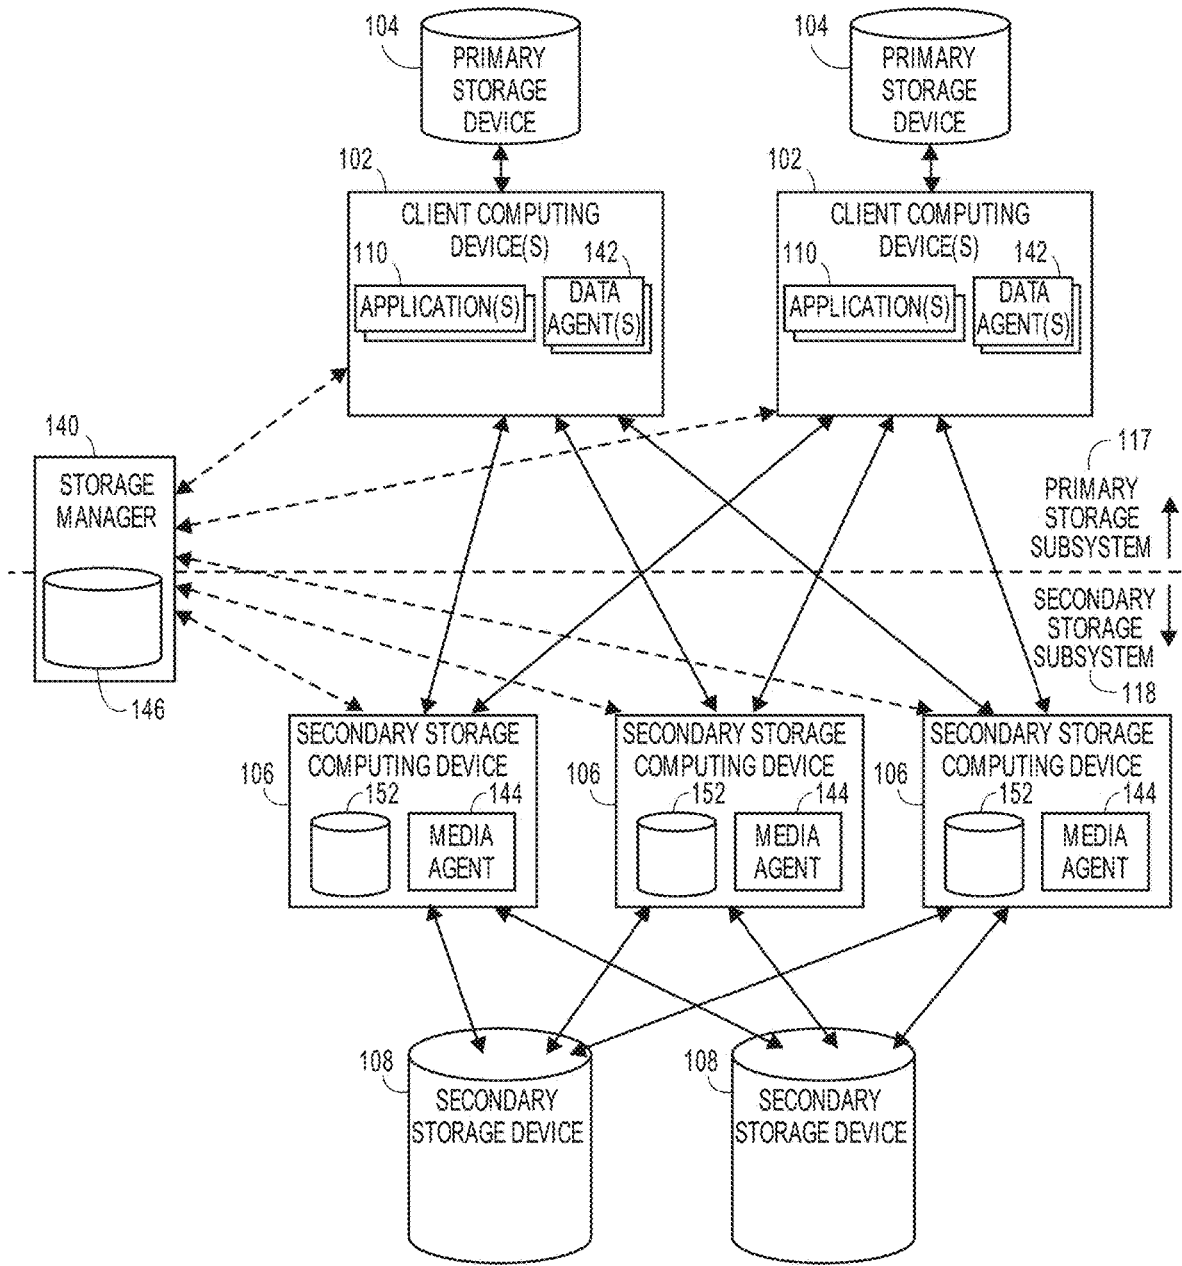 104
PRIMARY
STORAGE
DEVICE
104
PRIMARY
STORAGE
DEVICE
102
CLIENT COMPUTING
DEVICE(S)
110
APPLICATION(S)
142
DATA
AGENT(S)
102
CLIENT COMPUTING
DEVICE(S)
110
APPLICATION(S)
142
DATA
AGENT(S)
140
STORAGE
MANAGER
146
117
PRIMARY
STORAGE
SUBSYSTEM
SECONDARY
STORAGE
SUBSYSTEM
118
106
SECONDARY STORAGE
COMPUTING DEVICE
152
144
MEDIA
AGENT
106
SECONDARY STORAGE
COMPUTING DEVICE
152
144
MEDIA
AGENT
106
SECONDARY STORAGE
COMPUTING DEVICE
152
144
MEDIA
AGENT
108
SECONDARY
STORAGE DEVICE
108
SECONDARY
STORAGE DEVICE